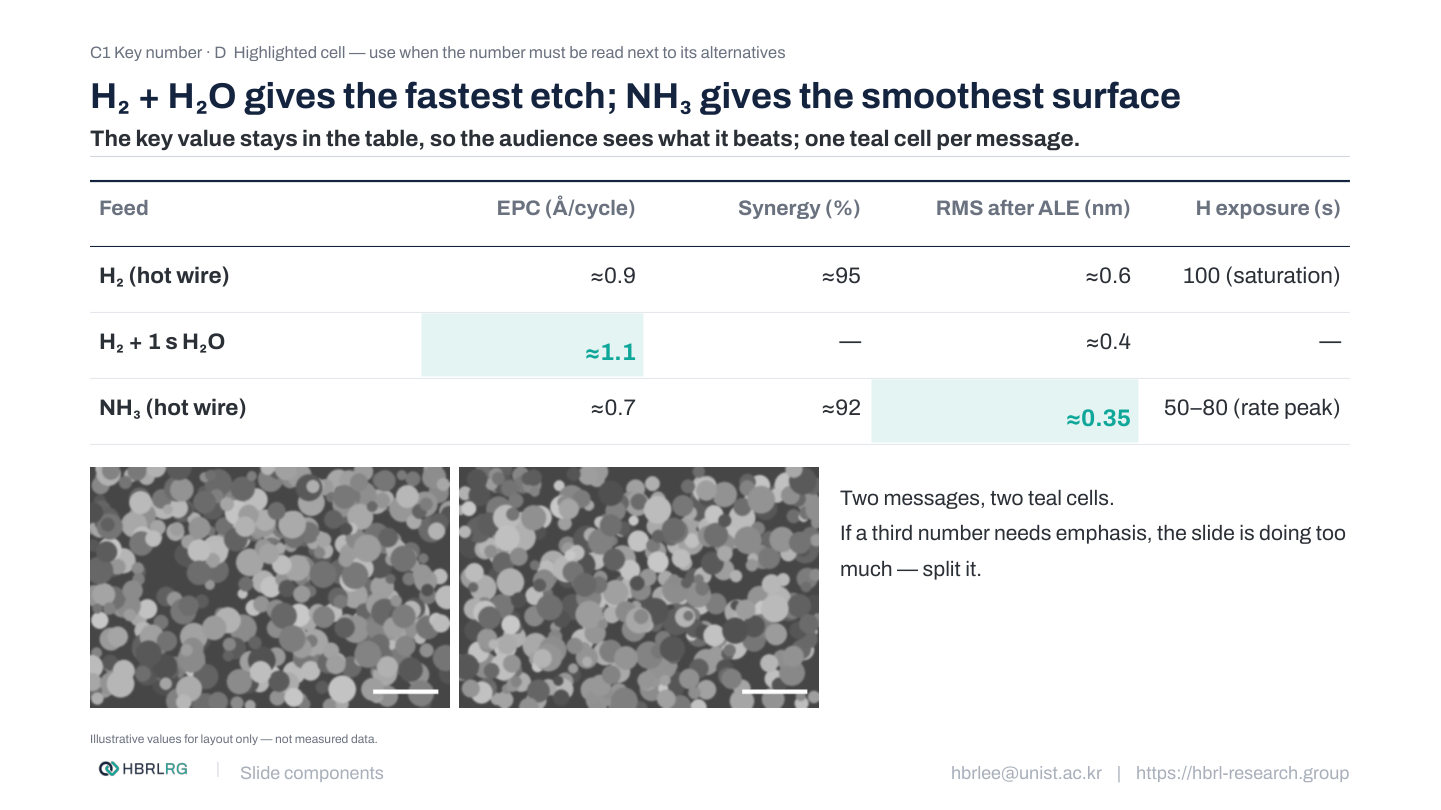 C1 Key number · D  Highlighted cell — use when the number must be read next to its alternatives
H₂ + H₂O gives the fastest etch; NH₃ gives the smoothest surface
The key value stays in the table, so the audience sees what it beats; one teal cell per message.
Feed EPC (Å/cycle) Synergy (%) RMS after ALE (nm) H exposure (s)
H₂ (hot wire) ≈0.9 ≈95 ≈0.6 100 (saturation)
H₂ + 1 s H₂O ≈1.1 — ≈0.4 —
NH₃ (hot wire) ≈0.7 ≈92 ≈0.35 50–80 (rate peak)
Two messages, two teal cells.
If a third number needs emphasis, the slide is doing too
much — split it.
Illustrative values for layout only — not measured data.
HBRLRG | Slide components hbrlee@unist.ac.kr | https://hbrl-research.group